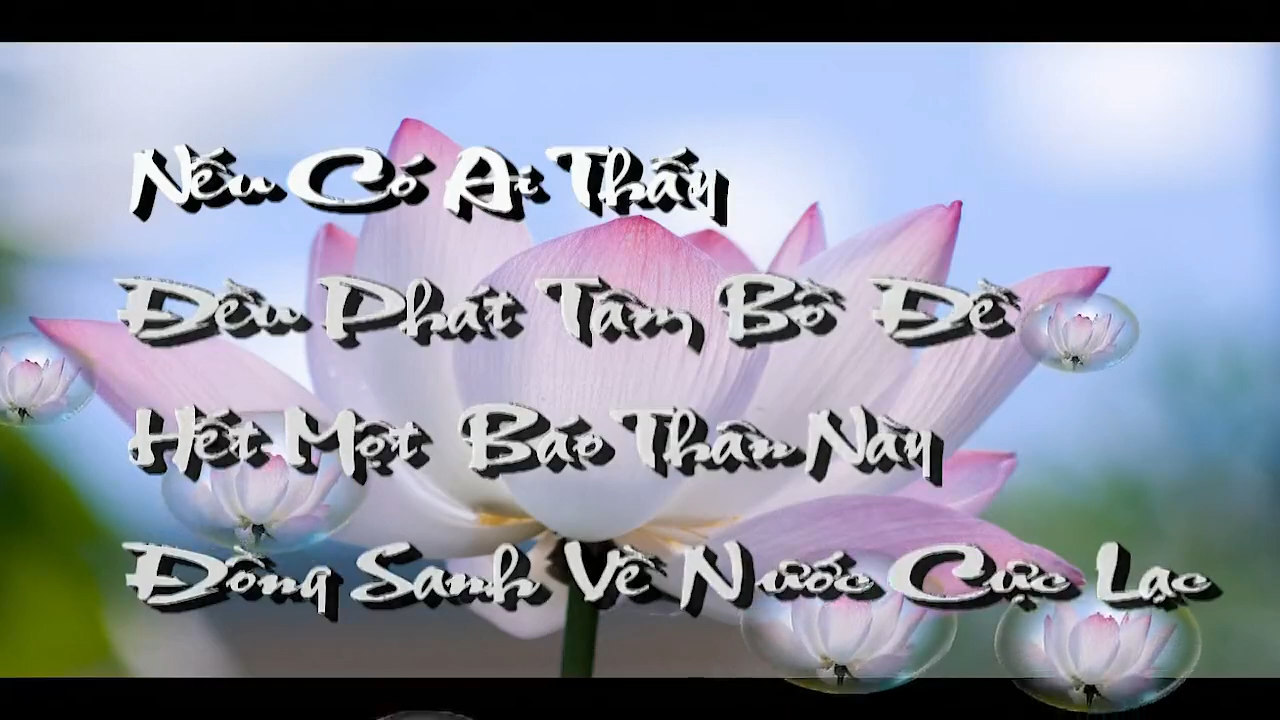 Nếu Có Ai Thấy
Đều Phát Tâm Bồ Đề
Hết Một Báo Thân Này
Đồng Sanh Về Nước Cực Lạc